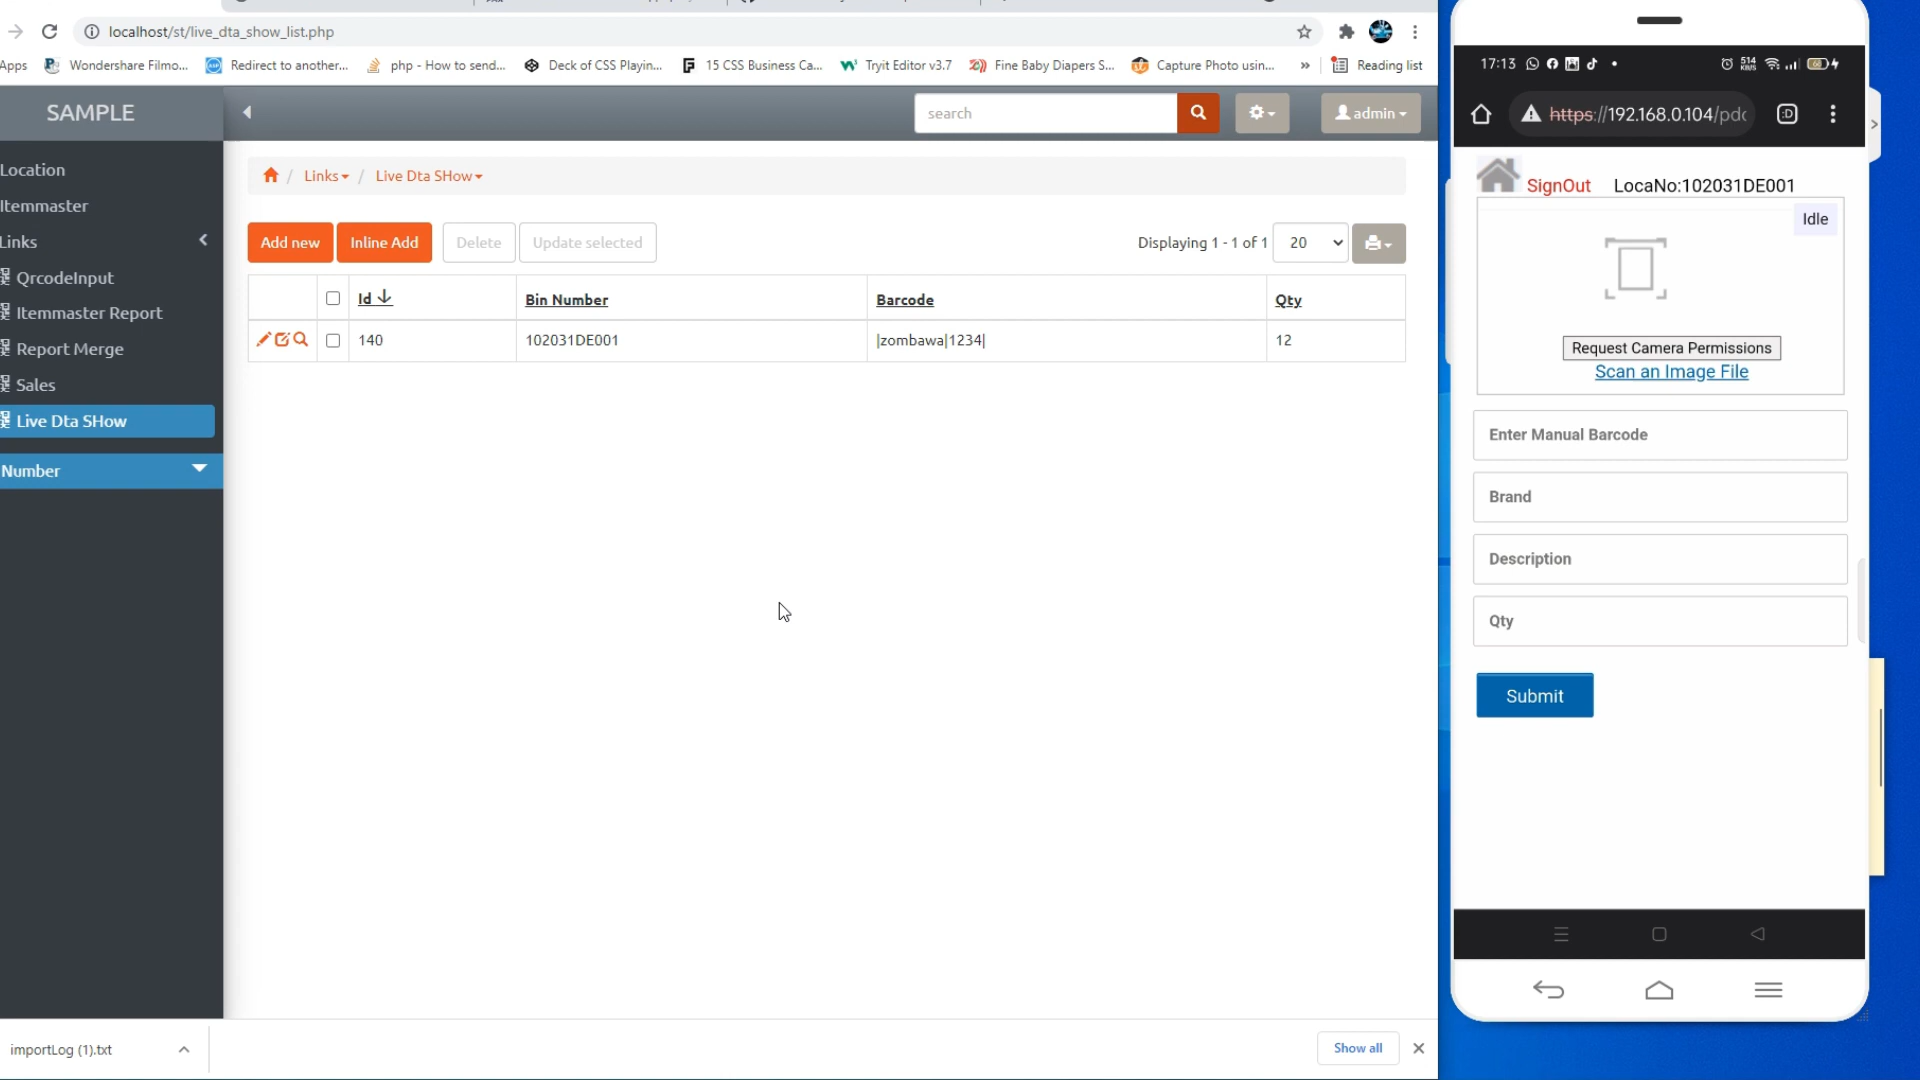 localhost/st/live_dta_show_list.php
Apps Wondershare Filmo... Redirect to another... php - How to send... Deck of CSS Playin... 15 CSS Business Ca... Tryit Editor v3.7 Fine Baby Diapers S... Capture Photo usin... » Reading list
SAMPLE
search
admin
Location
Itemmaster
Links
QrcodeInput
Itemmaster Report
Report Merge
Sales
Live Dta SHow
Number
/ Links / Live Dta SHow
Add new Inline Add Delete Update selected Displaying 1 - 1 of 1 20
Id Bin Number Barcode Qty
140 102031DE001 |zombawa|1234| 12
importLog (1).txt
Show all
17:13 514 KB/S
https://192.168.0.104/pdc
:D
SignOut LocaNo:102031DE001
Idle
Request Camera Permissions
Scan an Image File
Enter Manual Barcode
Brand
Description
Qty
Submit